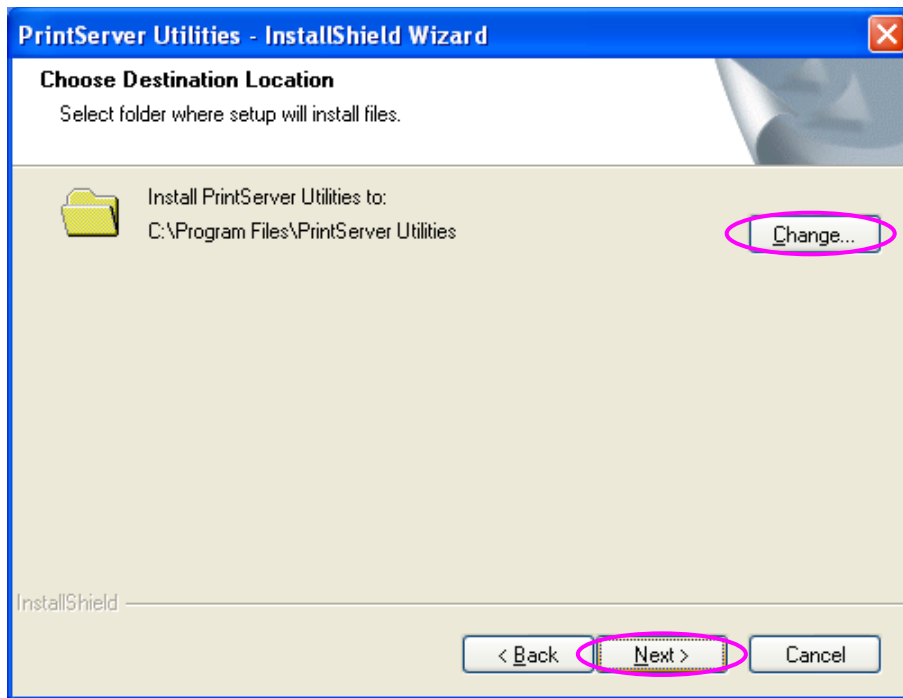 PrintServer Utilities - InstallShield Wizard
Choose Destination Location
Select folder where setup will install files.
Install PrintServer Utilities to:
C:\Program Files\PrintServer Utilities
Change...
InstallShield
< Back
Next >
Cancel